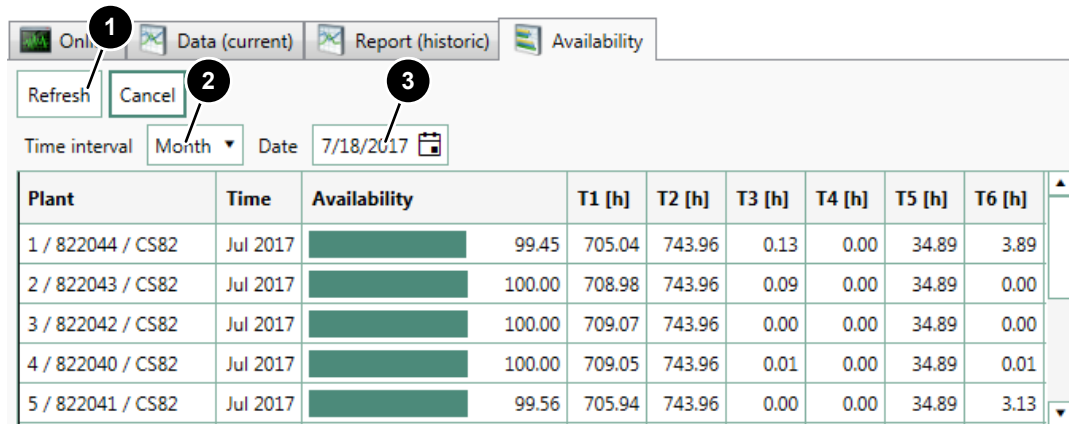 1
Onli Data (current) Report (historic) Availability
Refresh Cancel 2 3
Time interval Month Date 7/18/2017
Plant Time Availability T1 [h] T2 [h] T3 [h] T4 [h] T5 [h] T6 [h]
1 / 822044 / CS82 Jul 2017 99.45 705.04 743.96 0.13 0.00 34.89 3.89
2 / 822043 / CS82 Jul 2017 100.00 708.98 743.96 0.09 0.00 34.89 0.00
3 / 822042 / CS82 Jul 2017 100.00 709.07 743.96 0.00 0.00 34.89 0.00
4 / 822040 / CS82 Jul 2017 100.00 709.05 743.96 0.01 0.00 34.89 0.01
5 / 822041 / CS82 Jul 2017 99.56 705.94 743.96 0.00 0.00 34.89 3.13